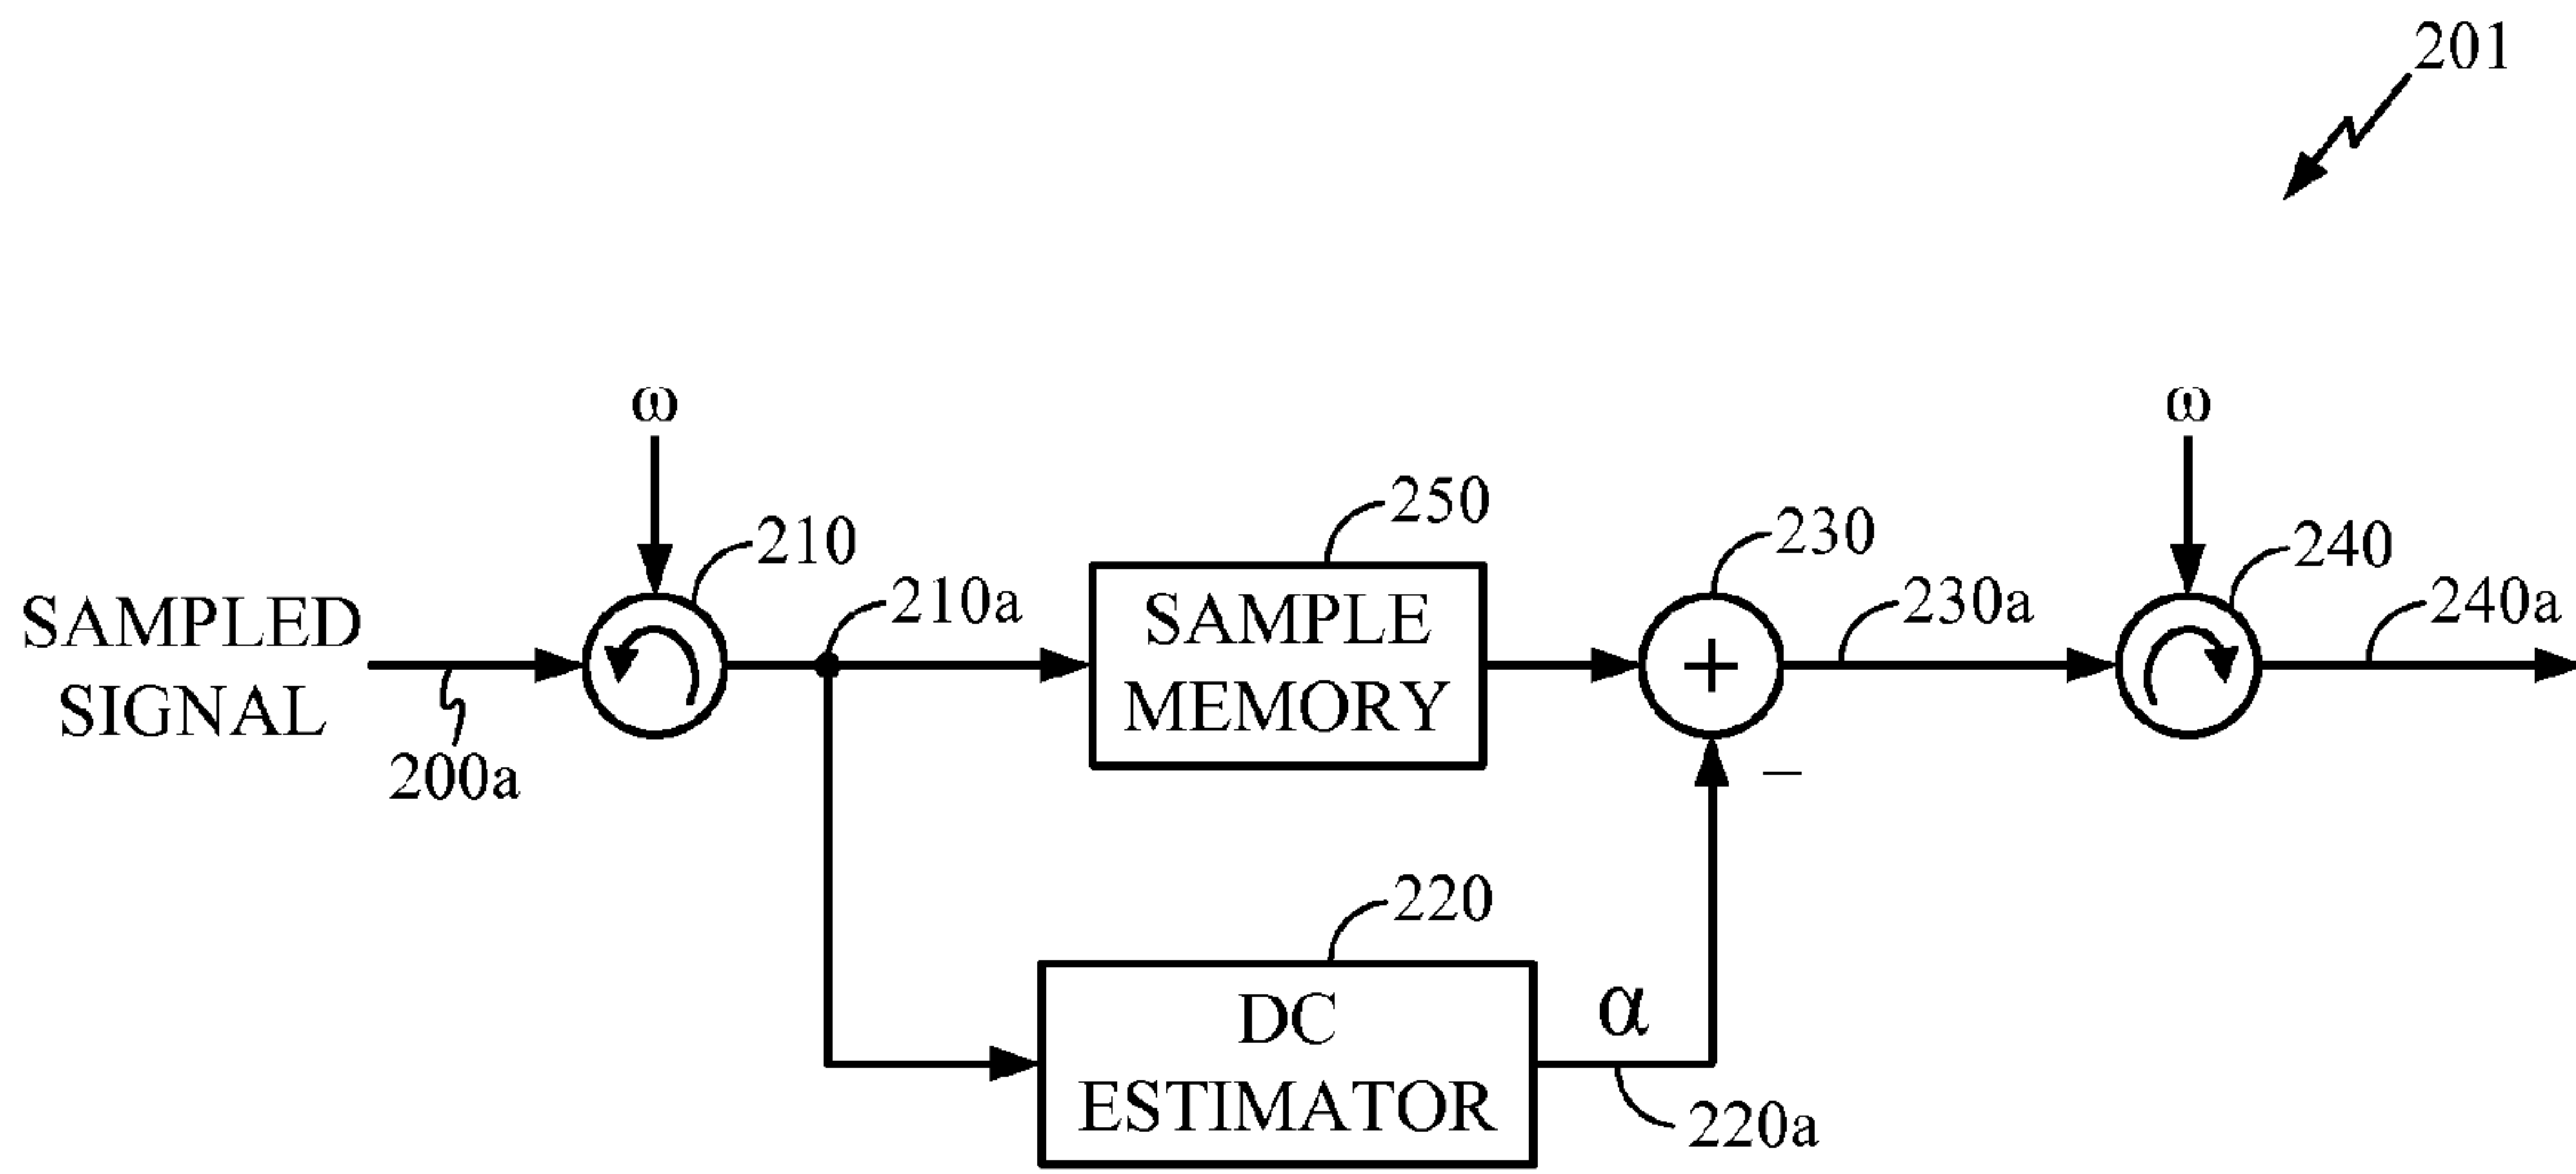 201
ω
ω
250
230
210
240
210a
230a
240a
SAMPLED
SIGNAL
SAMPLE
MEMORY
+
200a
–
220
DC
ESTIMATOR
α
220a